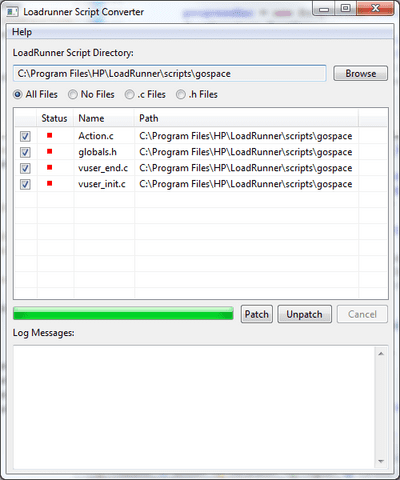 Loadrunner Script Converter
Help
LoadRunner Script Directory:
C:\Program Files\HP\LoadRunner\scripts\gospace Browse
All Files No Files .c Files .h Files
Status Name Path
Action.c C:\Program Files\HP\LoadRunner\scripts\gospace
globals.h C:\Program Files\HP\LoadRunner\scripts\gospace
vuser_end.c C:\Program Files\HP\LoadRunner\scripts\gospace
vuser_init.c C:\Program Files\HP\LoadRunner\scripts\gospace
Patch Unpatch Cancel
Log Messages: